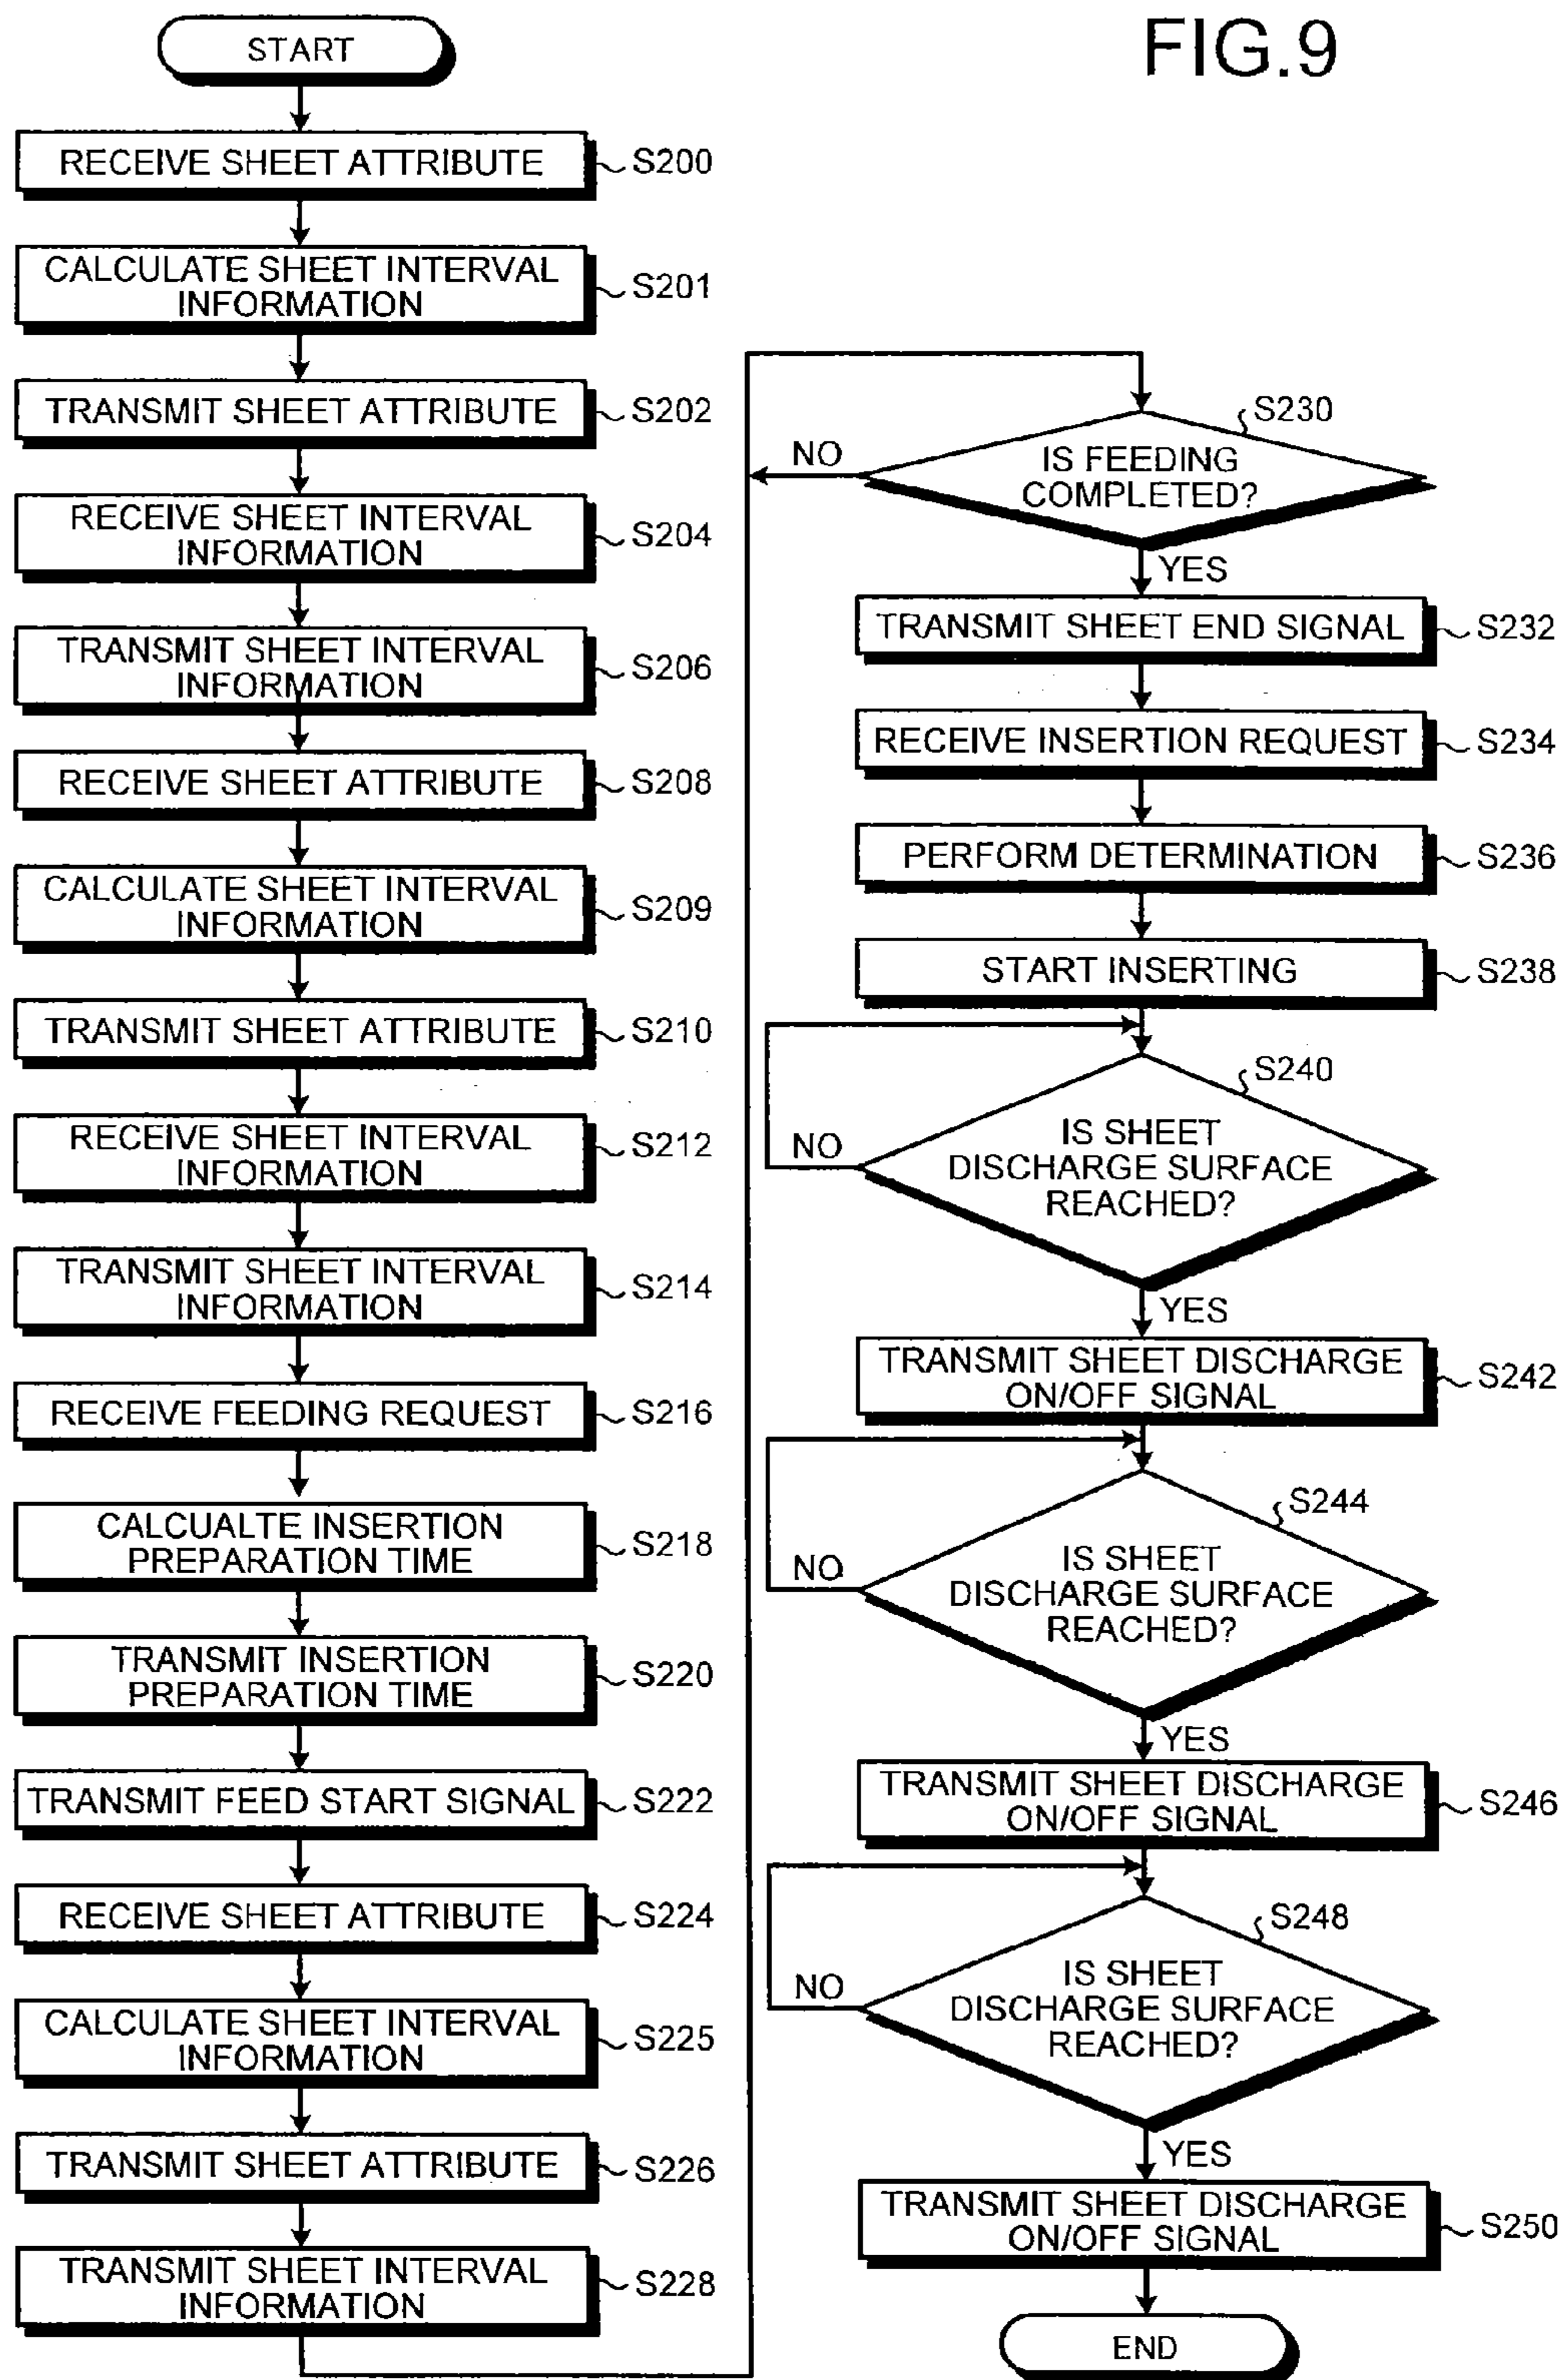 FIG.9
START
RECEIVE SHEET ATTRIBUTE
S200
CALCULATE SHEET INTERVAL
INFORMATION
S201
TRANSMIT SHEET ATTRIBUTE
S202
RECEIVE SHEET INTERVAL
INFORMATION
S204
TRANSMIT SHEET INTERVAL
INFORMATION
S206
RECEIVE SHEET ATTRIBUTE
S208
CALCULATE SHEET INTERVAL
INFORMATION
S209
TRANSMIT SHEET ATTRIBUTE
S210
RECEIVE SHEET INTERVAL
INFORMATION
S212
TRANSMIT SHEET INTERVAL
INFORMATION
S214
RECEIVE FEEDING REQUEST
S216
CALCUALTE INSERTION
PREPARATION TIME
S218
TRANSMIT INSERTION
PREPARATION TIME
S220
TRANSMIT FEED START SIGNAL
S222
RECEIVE SHEET ATTRIBUTE
S224
CALCULATE SHEET INTERVAL
INFORMATION
S225
TRANSMIT SHEET ATTRIBUTE
S226
TRANSMIT SHEET INTERVAL
INFORMATION
S228
S230
IS FEEDING
COMPLETED?
NO
YES
TRANSMIT SHEET END SIGNAL
S232
RECEIVE INSERTION REQUEST
S234
PERFORM DETERMINATION
S236
START INSERTING
S238
S240
IS SHEET
DISCHARGE SURFACE
REACHED?
NO
YES
TRANSMIT SHEET DISCHARGE
ON/OFF SIGNAL
S242
S244
IS SHEET
DISCHARGE SURFACE
REACHED?
NO
YES
TRANSMIT SHEET DISCHARGE
ON/OFF SIGNAL
S246
S248
IS SHEET
DISCHARGE SURFACE
REACHED?
NO
YES
TRANSMIT SHEET DISCHARGE
ON/OFF SIGNAL
S250
END